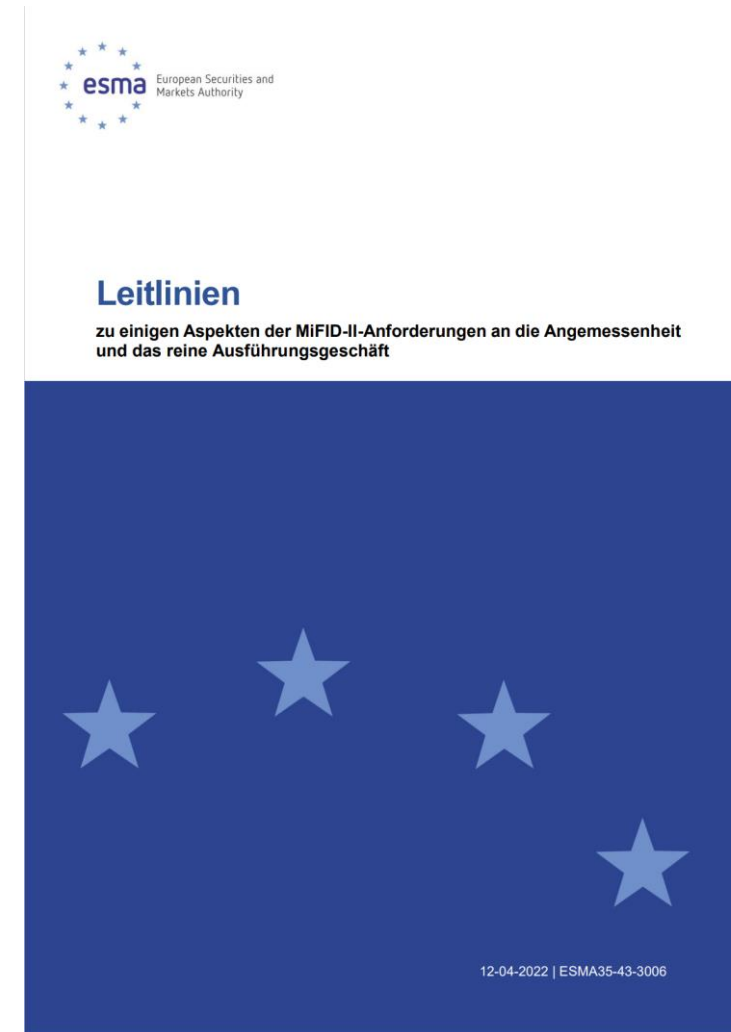 esma
European Securities and
Markets Authority
Leitlinien
zu einigen Aspekten der MiFID-II-Anforderungen an die Angemessenheit
und das reine Ausführungsgeschäft
12-04-2022 | ESMA35-43-3006